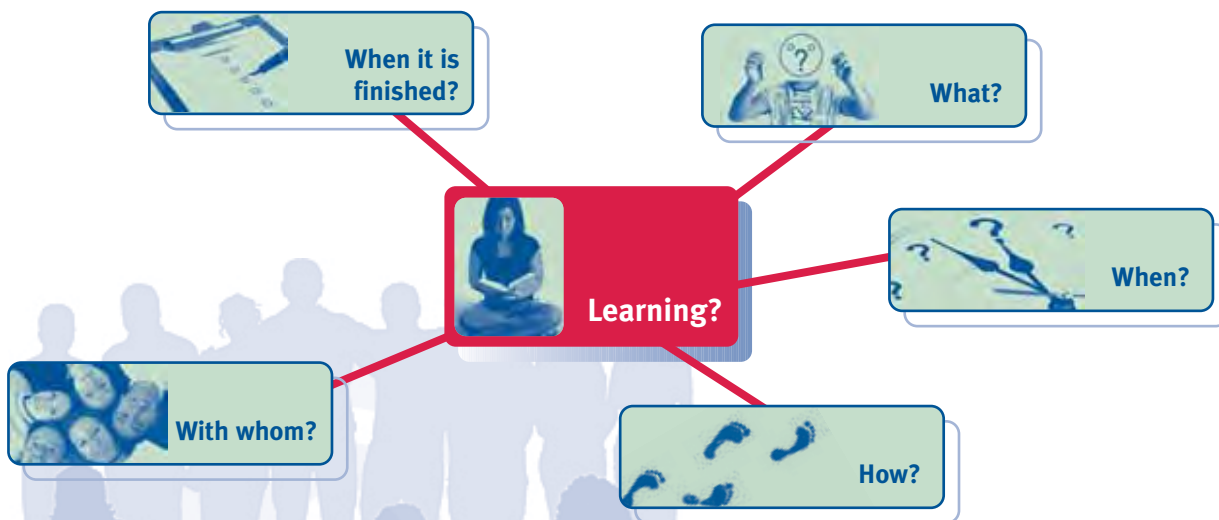 When it is
finished?
What?
Learning?
When?
With whom?
How?